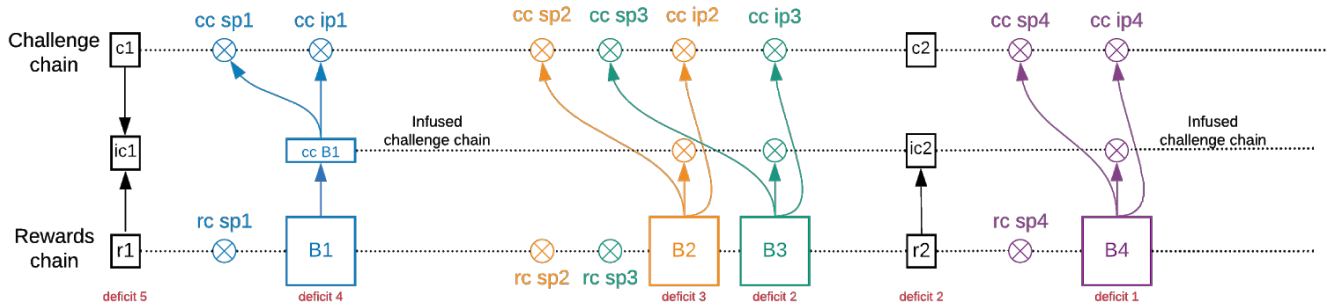 cc sp1
cc ip1
cc sp2
cc sp3
cc ip2
cc ip3
cc sp4
cc ip4
Challenge
chain
c1
c2
ic1
cc B1
Infused
challenge chain
ic2
Infused
challenge chain
rc sp1
rc sp4
Rewards
chain
r1
B1
B2
B3
r2
B4
rc sp2
rc sp3
deficit 5
deficit 4
deficit 3
deficit 2
deficit 2
deficit 1